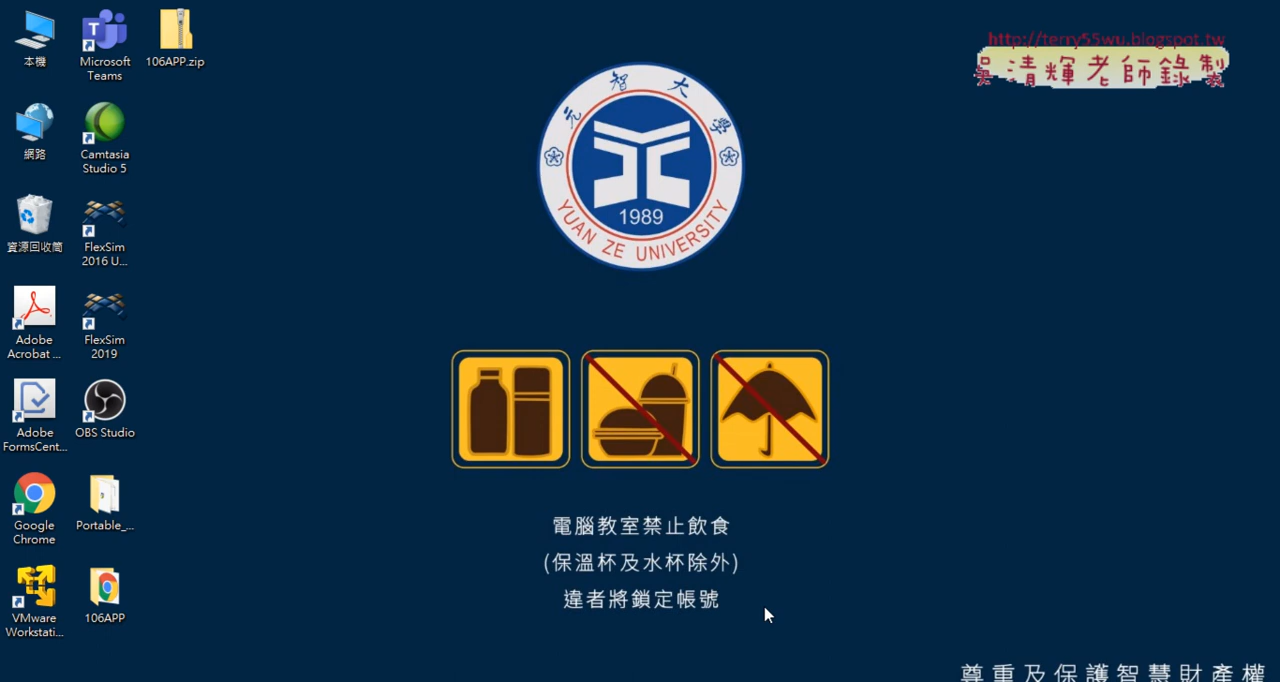 本機
Microsoft
Teams
106APP.zip
網路
Camtasia
Studio 5
資源回收筒
FlexSim
2016 U...
Adobe
Acrobat ...
FlexSim
2019
Adobe
FormsCent...
OBS Studio
Google
Chrome
Portable_...
VMware
Workstati...
106APP
http://terry55wu.blogspot.tw
吳清輝老師錄製
元智大學
1989
YUAN ZE UNIVERSITY
電腦教室禁止飲食
(保溫杯及水杯除外)
違者將鎖定帳號
尊重及保護智慧財產權